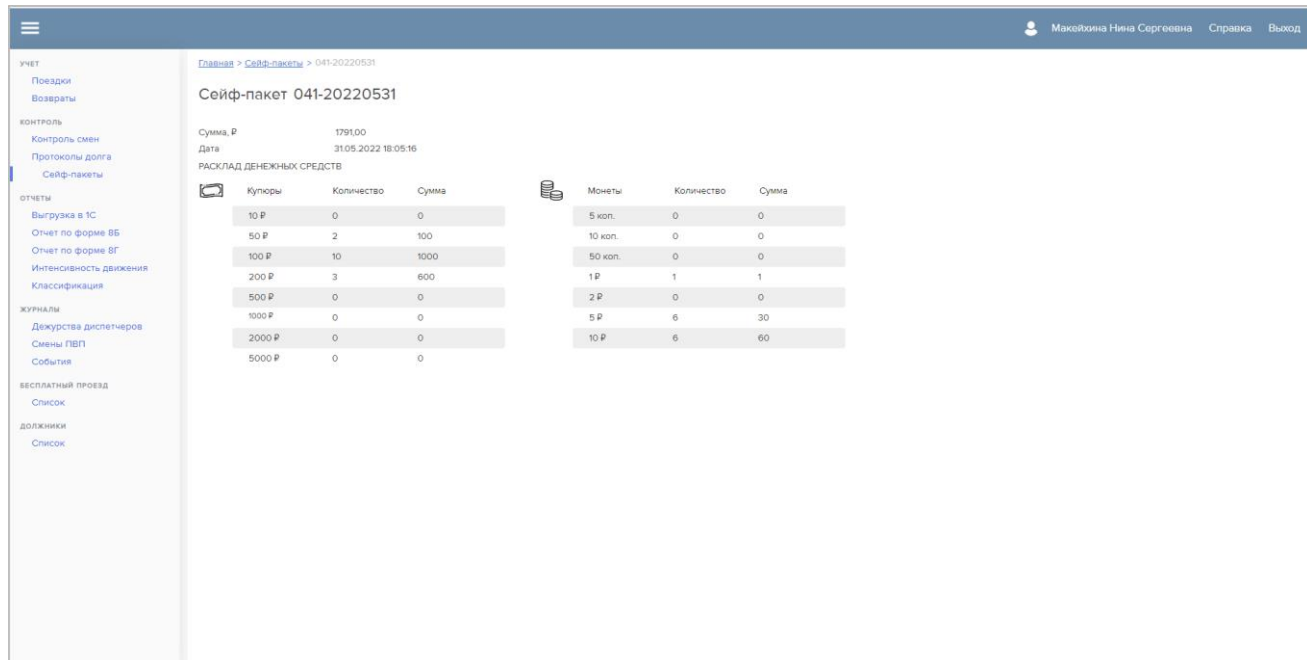 Макейхина Нина Сергеевна Справка Выход
УЧЕТ
Поездки
Возвраты
КОНТРОЛЬ
Контроль смен
Протоколы долга
Сейф-пакеты
ОТЧЕТЫ
Выгрузка в 1С
Отчет по форме 8Б
Отчет по форме 8Г
Интенсивность движения
Классификация
ЖУРНАЛЫ
Дежурства диспетчеров
Смены ПВП
События
БЕСПЛАТНЫЙ ПРОЕЗД
Список
ДОЛЖНИКИ
Список
Главная > Сейф-пакеты > 041-20220531
Сейф-пакет 041-20220531
Сумма, ₽ 1791,00
Дата 31.05.2022 18:05:16
РАСКЛАД ДЕНЕЖНЫХ СРЕДСТВ
Купюры Количество Сумма
10 ₽ 0 0
50 ₽ 2 100
100 ₽ 10 1000
200 ₽ 3 600
500 ₽ 0 0
1000 ₽ 0 0
2000 ₽ 0 0
5000 ₽ 0 0
Монеты Количество Сумма
5 коп. 0 0
10 коп. 0 0
50 коп. 0 0
1 ₽ 1 1
2 ₽ 0 0
5 ₽ 6 30
10 ₽ 6 60